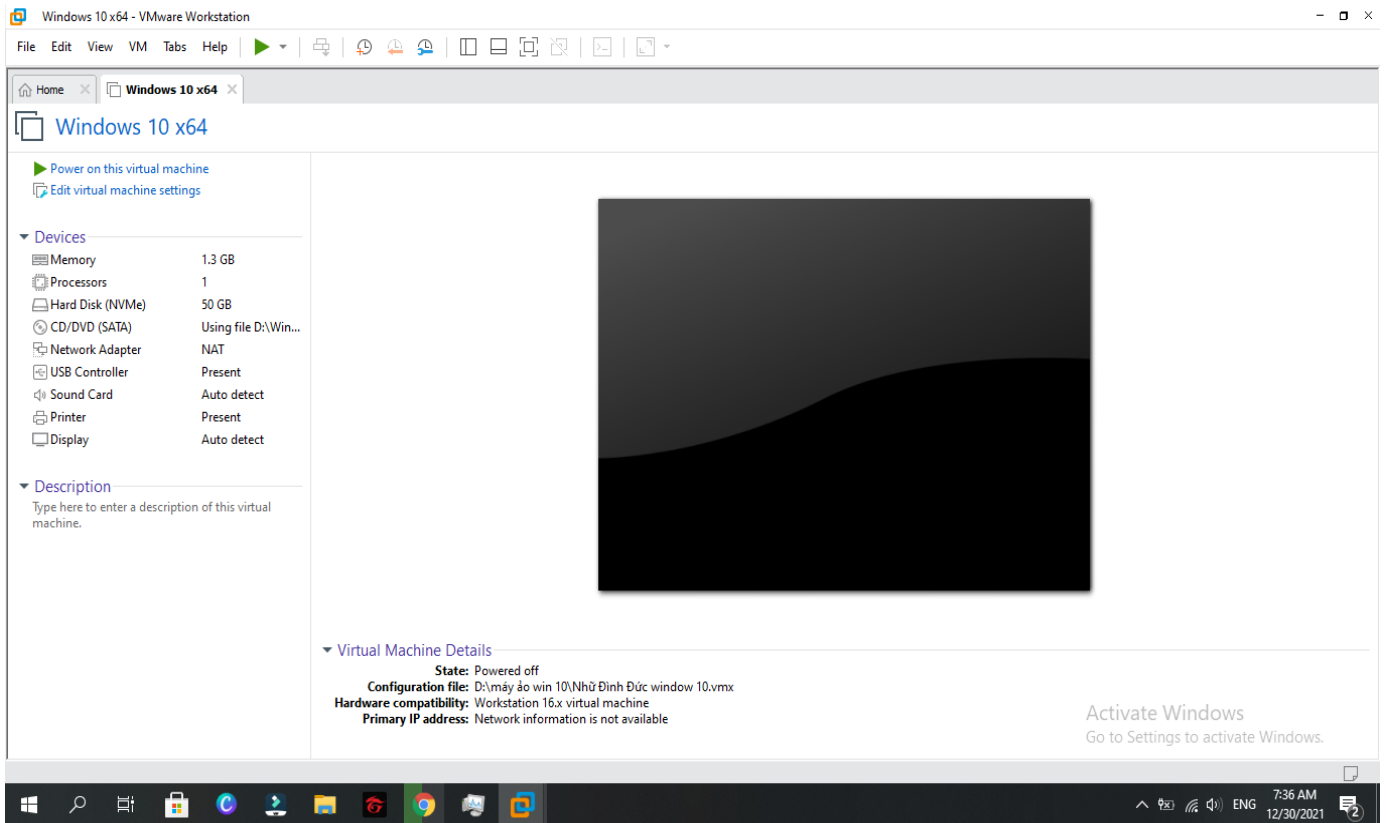 Windows 10 x64 - VMware Workstation
File Edit View VM Tabs Help
Home Windows 10 x64
Windows 10 x64
Power on this virtual machine
Edit virtual machine settings
Devices
Memory 1.3 GB
Processors 1
Hard Disk (NVMe) 50 GB
CD/DVD (SATA) Using file D:\Win...
Network Adapter NAT
USB Controller Present
Sound Card Auto detect
Printer Present
Display Auto detect
Description
Type here to enter a description of this virtual
machine.
Virtual Machine Details
State: Powered off
Configuration file: D:\máy ảo win 10\Nhữ Đình Đức window 10.vmx
Hardware compatibility: Workstation 16.x virtual machine
Primary IP address: Network information is not available
Activate Windows
Go to Settings to activate Windows.
ENG
7:36 AM
12/30/2021
2